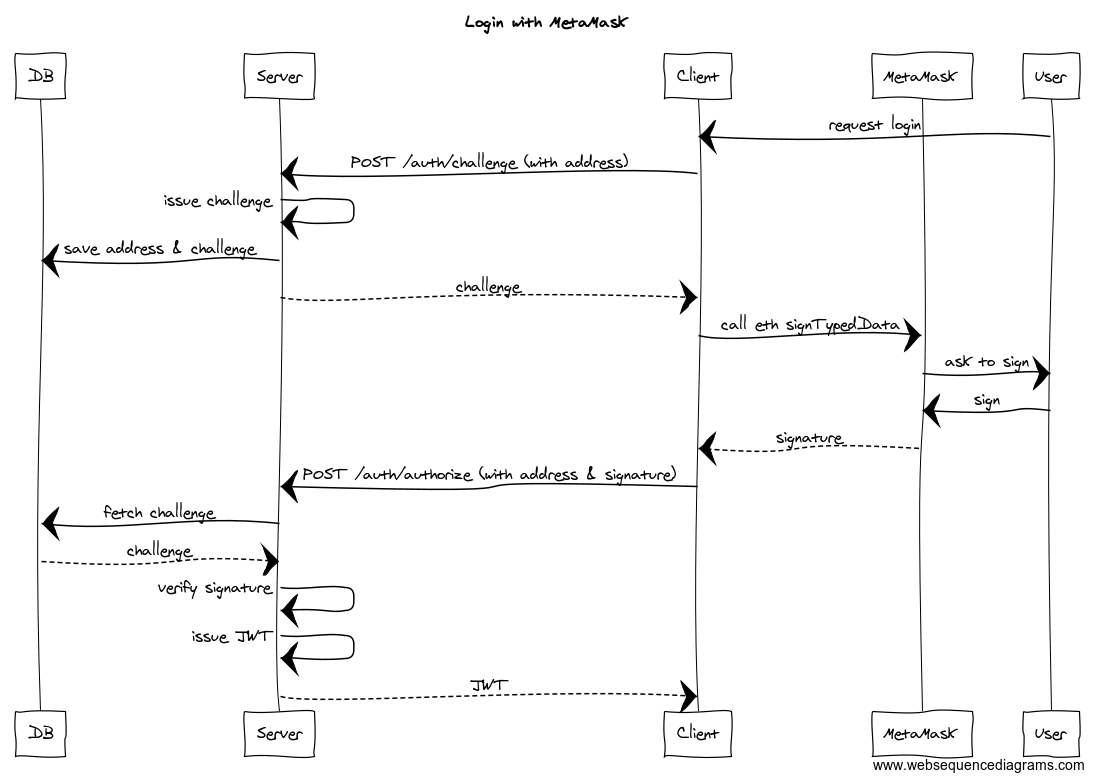 Login with MetaMask
DB Server Client MetaMask User
request login
POST /auth/challenge (with address)
issue challenge
save address & challenge
challenge
call eth signTypedData
ask to sign
sign
signature
POST /auth/authorize (with address & signature)
fetch challenge
challenge
verify signature
issue JWT
JWT
DB Server Client MetaMask User
www.websequencediagrams.com